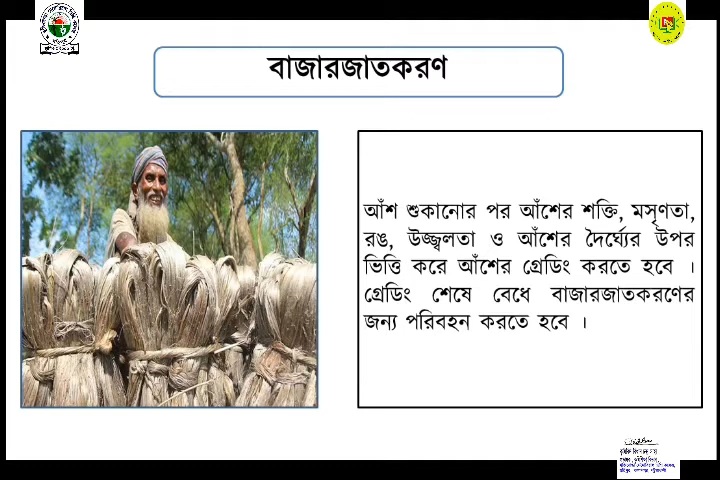 বাজারজাতকরণ
আঁশ শুকানোর পর আঁশের শক্তি, মসৃণতা,
রঙ, উজ্জ্বলতা ও আঁশের দৈর্ঘ্যের উপর
ভিত্তি করে আঁশের গ্রেডিং করতে হবে ।
গ্রেডিং শেষে বেধে বাজারজাতকরণের
জন্য পরিবহন করতে হবে ।